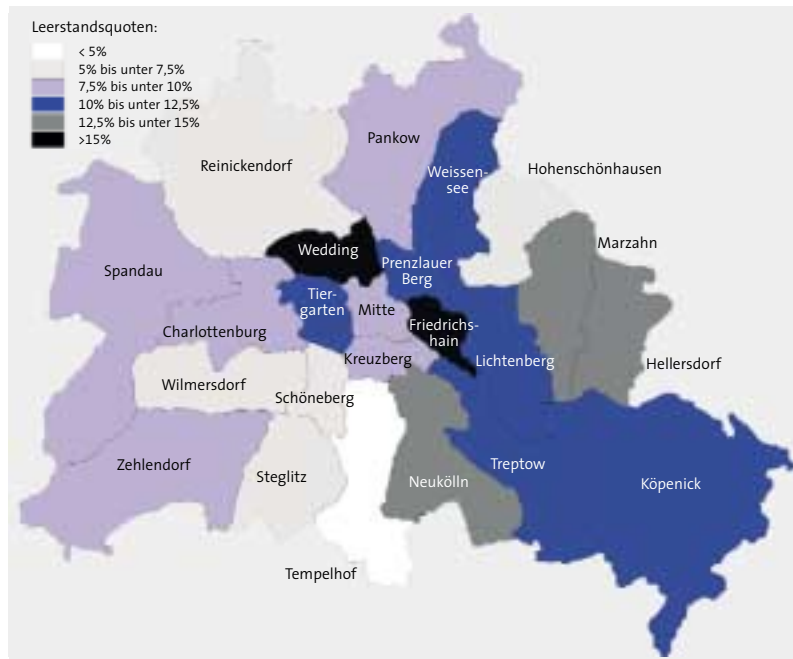 Leerstandsquoten:
< 5%
5% bis unter 7,5%
7,5% bis unter 10%
10% bis unter 12,5%
12,5% bis unter 15%
>15%
Pankow
Reinickendorf
Weissen-
see
Hohenschönhausen
Marzahn
Wedding
Prenzlauer
Berg
Spandau
Tier-
garten
Mitte
Friedrichs-
hain
Charlottenburg
Kreuzberg
Lichtenberg
Hellersdorf
Wilmersdorf
Schöneberg
Zehlendorf
Steglitz
Neukölln
Treptow
Köpenick
Tempelhof